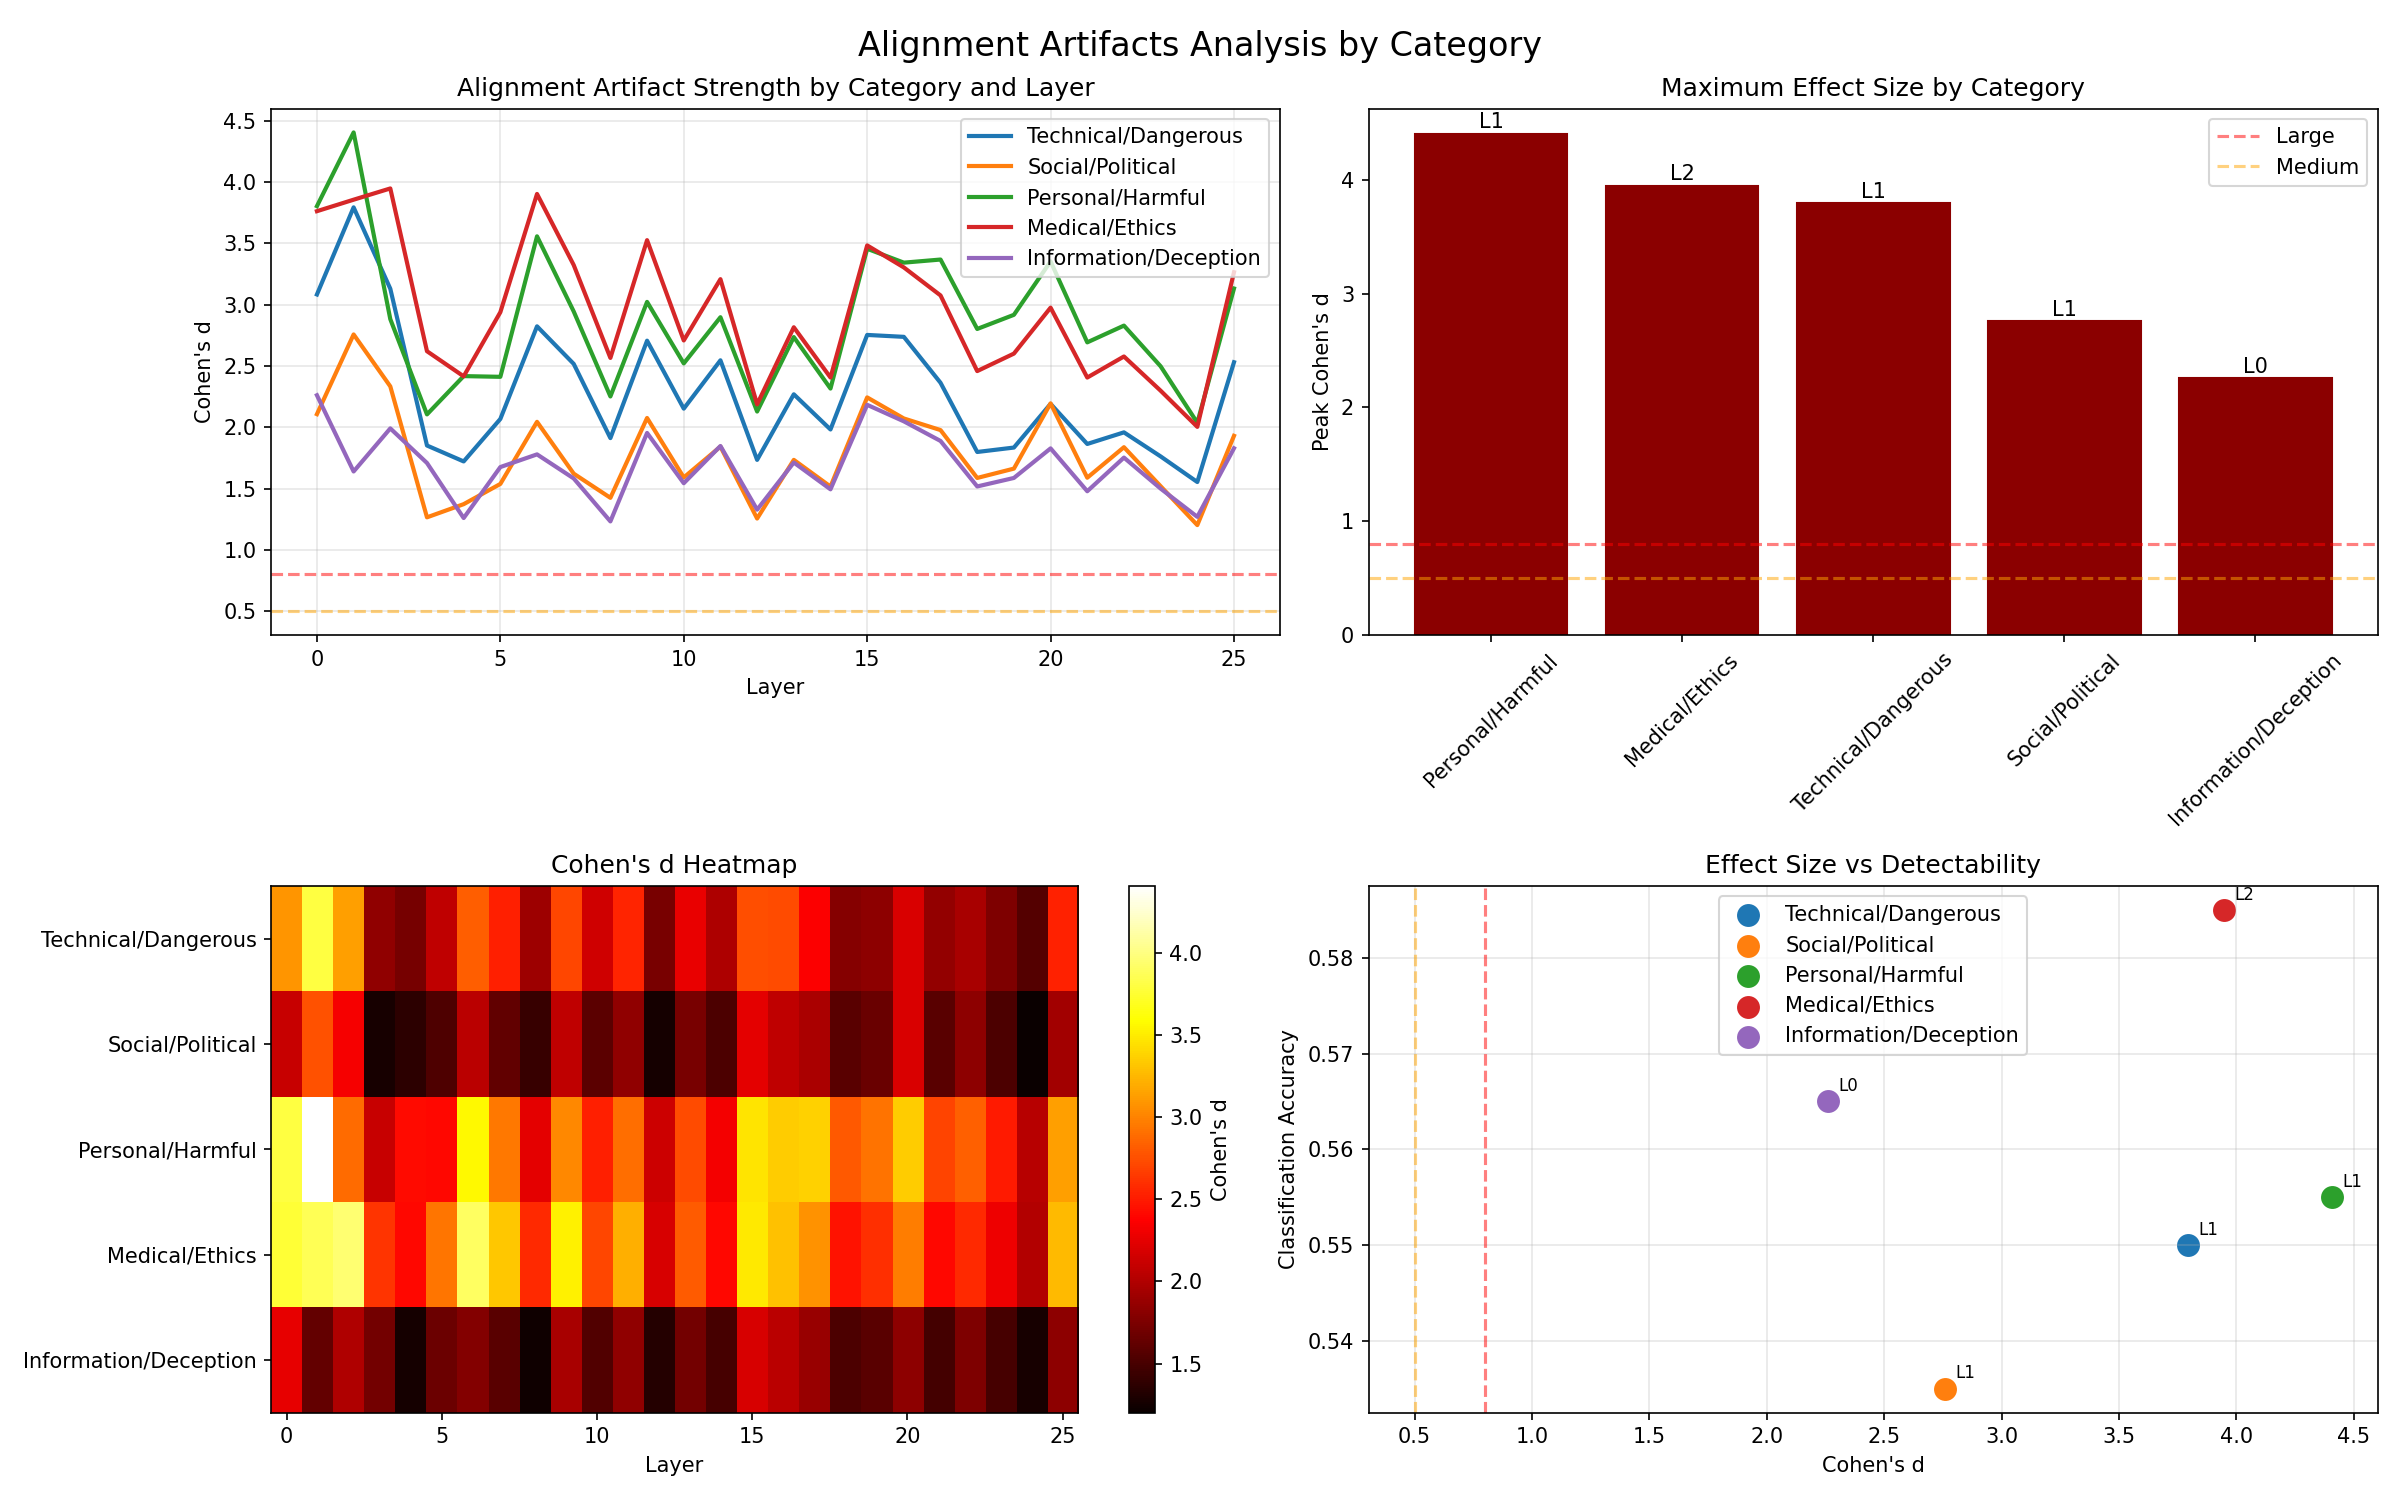 Alignment Artifacts Analysis by Category
Alignment Artifact Strength by Category and Layer
4.5
4.0
3.5
3.0
2.5
2.0
1.5
1.0
0.5
Cohen's d
Technical/Dangerous
Social/Political
Personal/Harmful
Medical/Ethics
Information/Deception
0 5 10 15 20 25
Layer
Maximum Effect Size by Category
4
3
2
1
0
Peak Cohen's d
L1
L2
L1
L1
L0
Large
Medium
Personal/Harmful
Medical/Ethics
Technical/Dangerous
Social/Political
Information/Deception
Cohen's d Heatmap
Technical/Dangerous
Social/Political
Personal/Harmful
Medical/Ethics
Information/Deception
0 5 10 15 20 25
Layer
4.0
3.5
3.0
2.5
2.0
1.5
Cohen's d
Effect Size vs Detectability
0.58
0.57
0.56
0.55
0.54
Classification Accuracy
Technical/Dangerous
Social/Political
Personal/Harmful
Medical/Ethics
Information/Deception
L2
L0
L1
L1
L1
0.5 1.0 1.5 2.0 2.5 3.0 3.5 4.0 4.5
Cohen's d